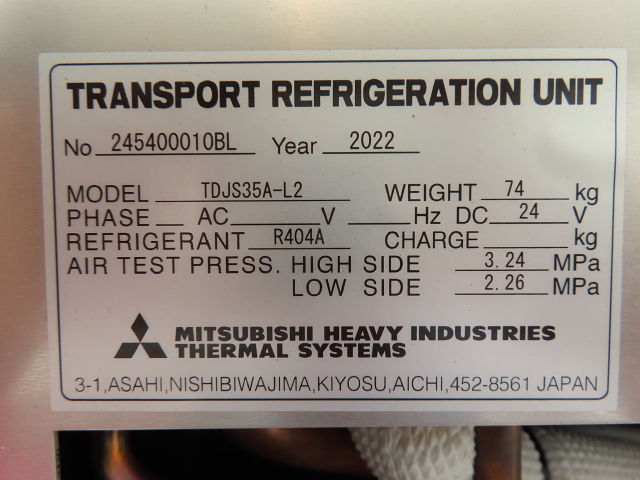 TRANSPORT REFRIGERATION UNIT
No 245400010BL Year 2022
MODEL TDJS35A-L2 WEIGHT 74 kg
PHASE AC V Hz DC 24 V
REFRIGERANT R404A CHARGE kg
AIR TEST PRESS. HIGH SIDE 3.24 MPa
LOW SIDE 2.26 MPa
MITSUBISHI HEAVY INDUSTRIES
THERMAL SYSTEMS
3-1,ASAHI,NISHIBIWAJIMA,KIYOSU,AICHI,452-8561 JAPAN